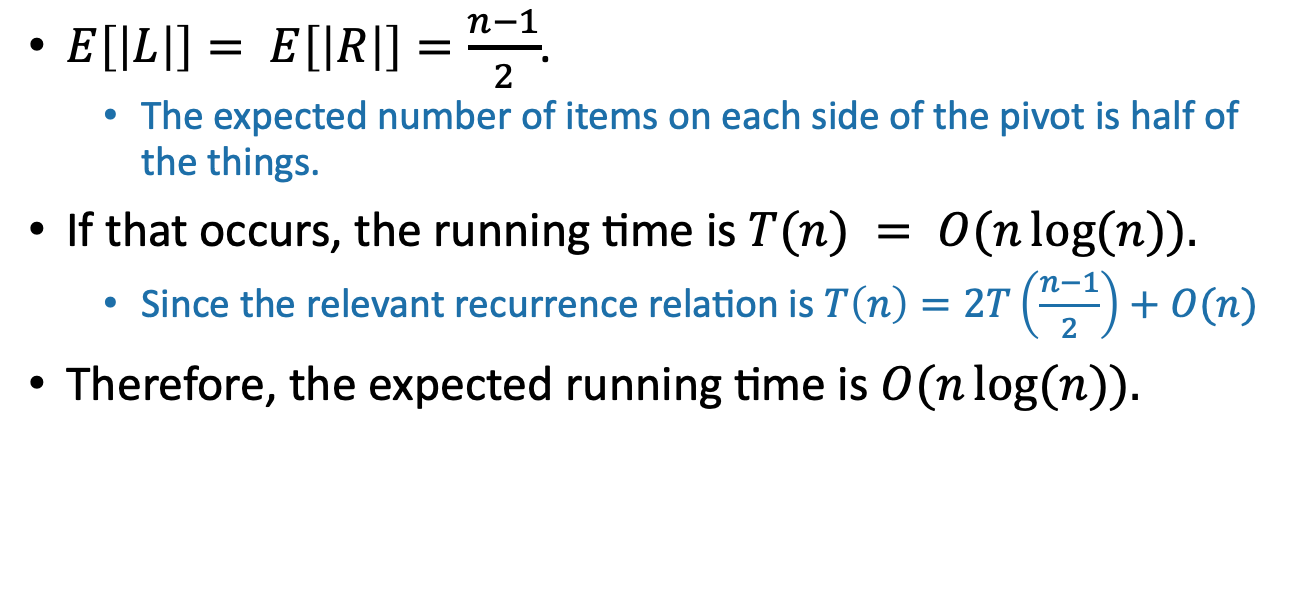 • E[|L|] = E[|R|] = (n−1)/2.
• The expected number of items on each side of the pivot is half of
the things.
• If that occurs, the running time is T(n) = O(n log(n)).
• Since the relevant recurrence relation is T(n) = 2T((n−1)/2) + O(n)
• Therefore, the expected running time is O(n log(n)).